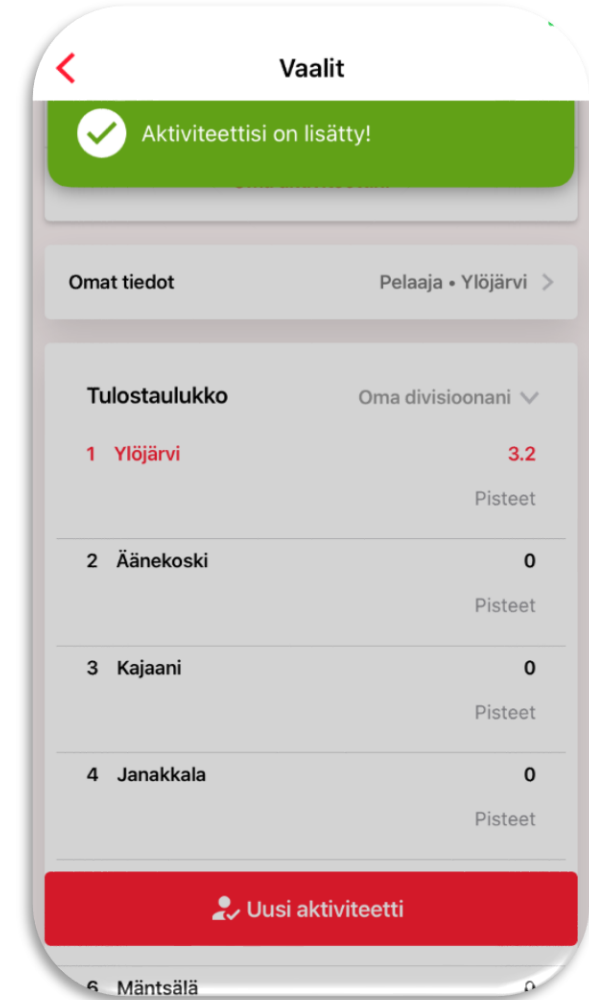 Vaalit
Aktiviteettisi on lisätty!
Omat tiedot Pelaaja • Ylöjärvi
Tulostaulukko Oma divisioonani
1 Ylöjärvi 3.2
Pisteet
2 Äänekoski 0
Pisteet
3 Kajaani 0
Pisteet
4 Janakkala 0
Pisteet
Uusi aktiviteetti
6 Mäntsälä 0